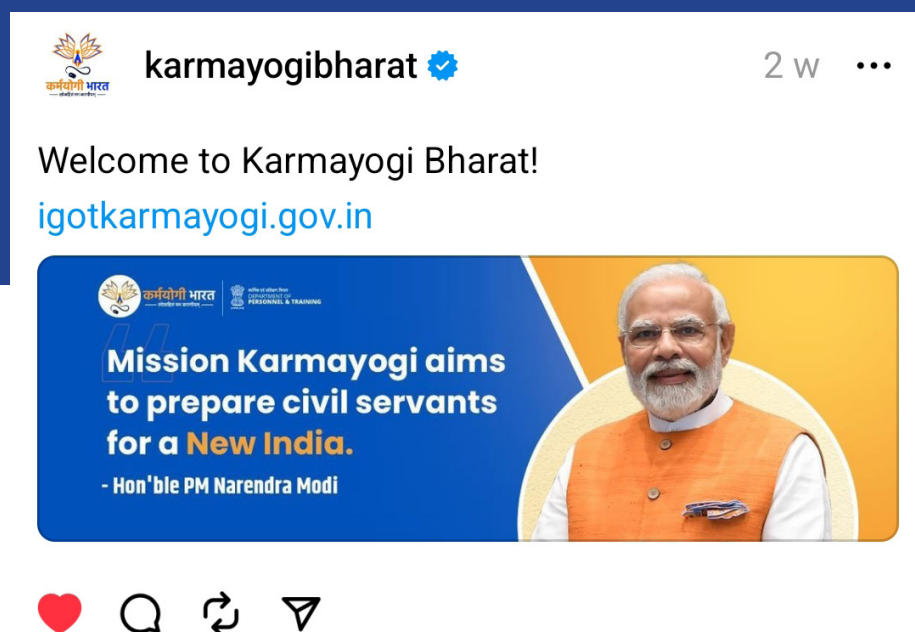 कर्मयोगी भारत
karmayogibharat
2 w
Welcome to Karmayogi Bharat!
igotkarmayogi.gov.in
कर्मयोगी भारत
DEPARTMENT OF
PERSONNEL & TRAINING
Mission Karmayogi aims
to prepare civil servants
for a New India.
- Hon'ble PM Narendra Modi